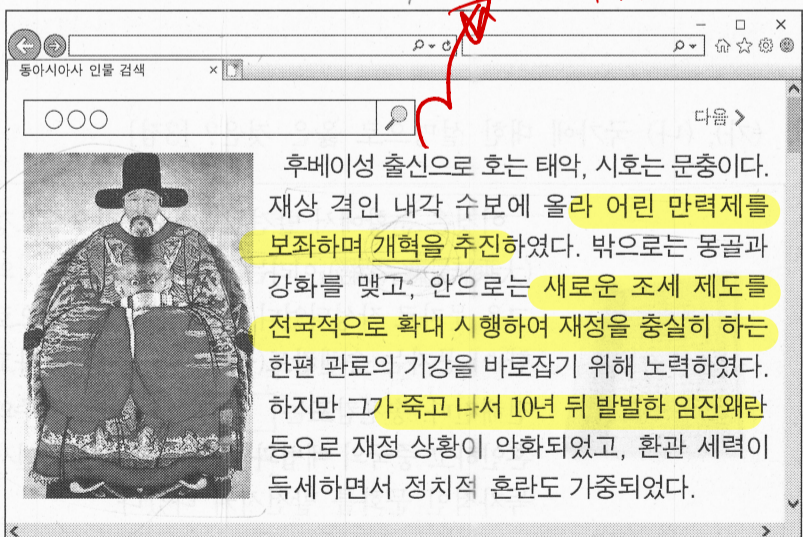 동아시아사 인물 검색
○○○
다음
후베이성 출신으로 호는 태악, 시호는 문충이다.
재상 격인 내각 수보에 올라 어린 만력제를
보좌하며 개혁을 추진하였다. 밖으로는 몽골과
강화를 맺고, 안으로는 새로운 조세 제도를
전국적으로 확대 시행하여 재정을 충실히 하는
한편 관료의 기강을 바로잡기 위해 노력하였다.
하지만 그가 죽고 나서 10년 뒤 발발한 임진왜란
등으로 재정 상황이 악화되었고, 환관 세력이
득세하면서 정치적 혼란도 가중되었다.